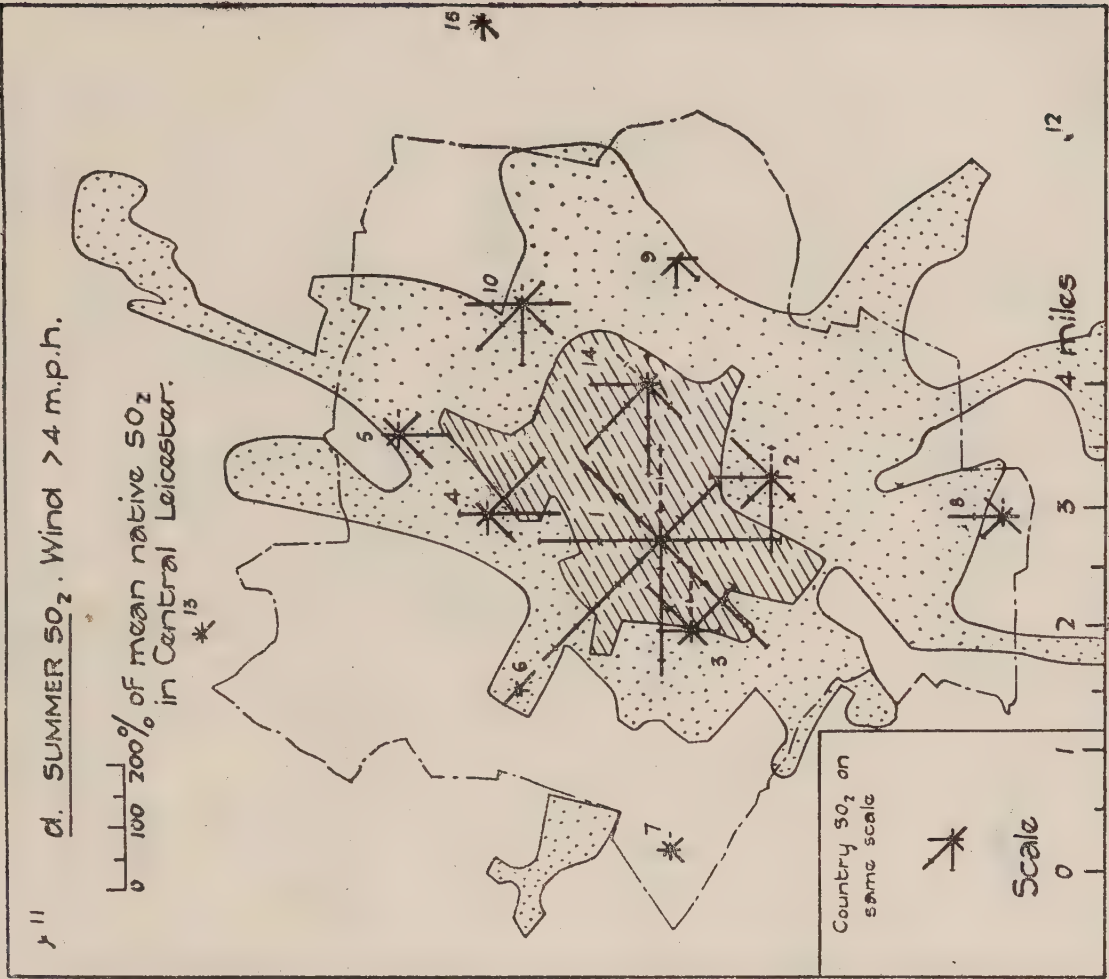 d. SUMMER SO₂. Wind >4 m.p.h.
0 100 200% of mean native SO₂
in Central Leicester.
11
13
15
10
5
4
9
14
1
6
2
3
7
8
12
Country SO₂ on
same scale
Scale
0 1 2 3 4 miles